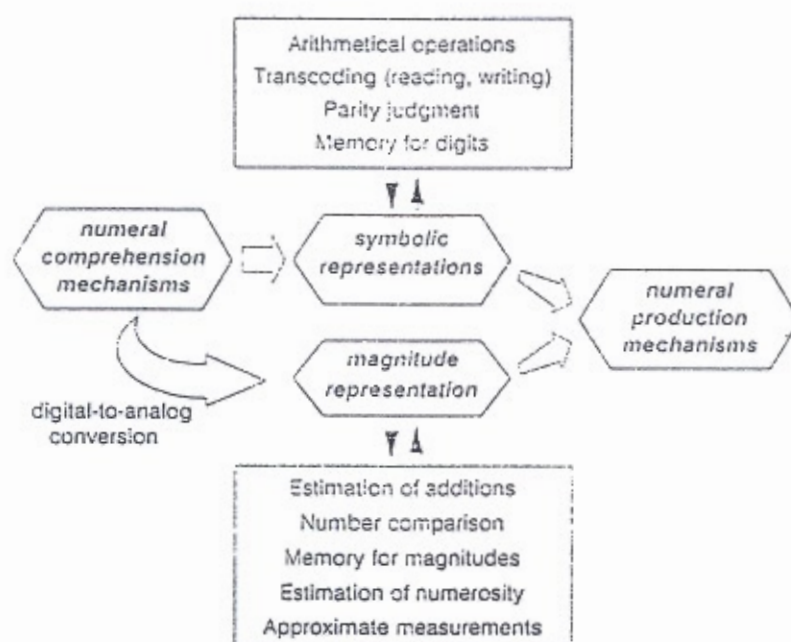 Arithmetical operations
Transcoding (reading, writing)
Parity judgment
Memory for digits
numeral
comprehension
mechanisms
symbolic
representations
numeral
production
mechanisms
magnitude
representation
digital-to-analog
conversion
Estimation of additions
Number comparison
Memory for magnitudes
Estimation of numerosity
Approximate measurements